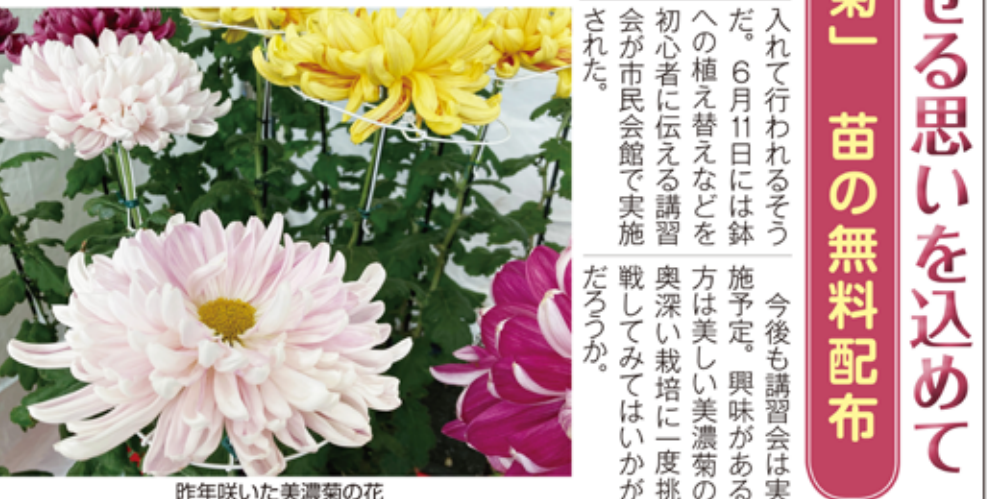 せる思いを込めて
菊」 苗の無料配布
入れて行われるそう
だ。6月11日には鉢
への植え替えなどを
初心者に伝える講習
会が市民会館で実施
された。
今後も講習会は実
施予定。興味がある
方は美しい美濃菊の
奥深い栽培に一度挑
戦してみてはいかが
だろうか。
昨年咲いた美濃菊の花